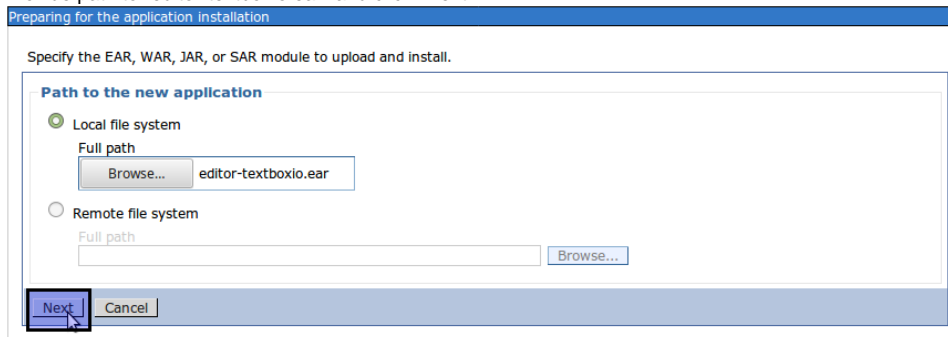 Preparing for the application installation
Specify the EAR, WAR, JAR, or SAR module to upload and install.
Path to the new application
Local file system
Full path
Browse... editor-textboxio.ear
Remote file system
Full path
Browse...
Next Cancel